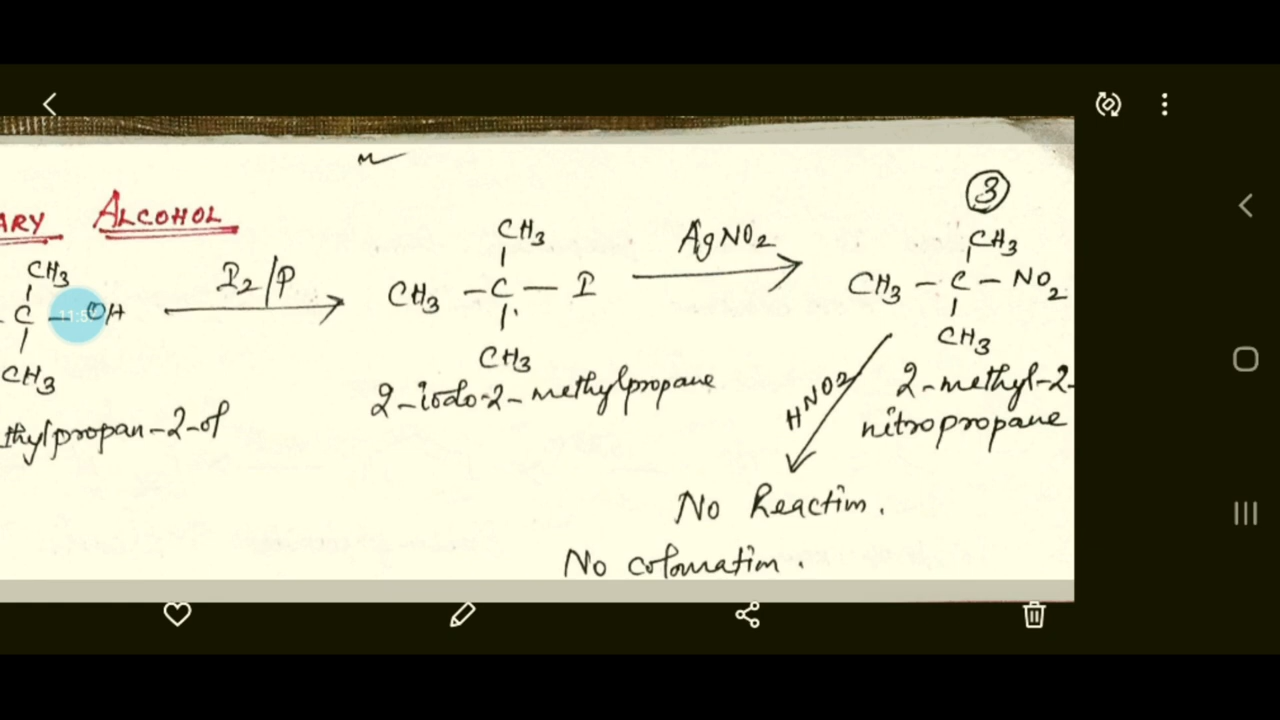 ARY ALCOHOL
3
CH3
C — OH
CH3
thylpropan-2-ol
I2/P
CH3
CH3 — C — I
CH3
2-iodo-2-methylpropane
AgNO2
CH3
CH3 — C — NO2
CH3
2-methyl-2-
nitropropane
HNO2
No Reaction.
No colouration.